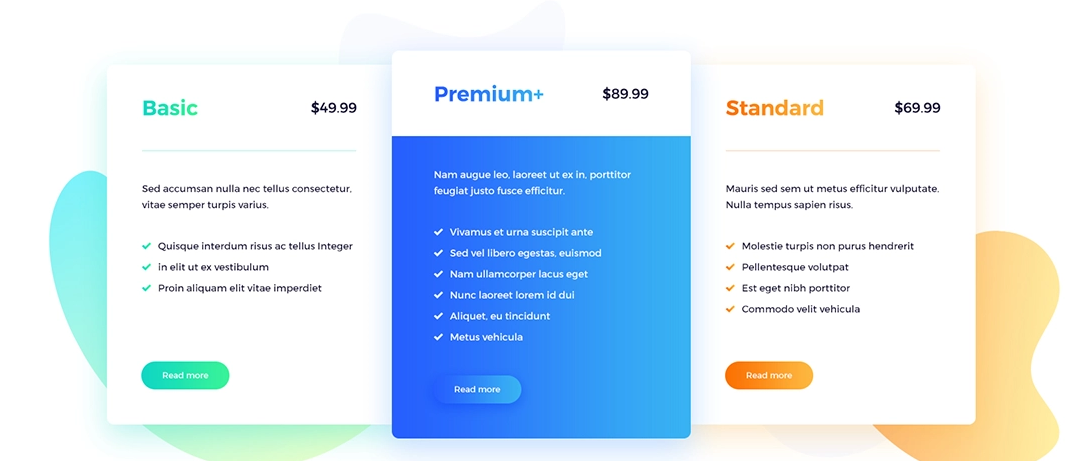 Basic
$49.99
Sed accumsan nulla nec tellus consectetur,
vitae semper turpis varius.
Quisque interdum risus ac tellus Integer
in elit ut ex vestibulum
Proin aliquam elit vitae imperdiet
Read more
Premium+
$89.99
Nam augue leo, laoreet ut ex in, porttitor
feugiat justo fusce efficitur.
Vivamus et urna suscipit ante
Sed vel libero egestas, euismod
Nam ullamcorper lacus eget
Nunc laoreet lorem id dui
Aliquet, eu tincidunt
Metus vehicula
Read more
Standard
$69.99
Mauris sed sem ut metus efficitur vulputate.
Nulla tempus sapien risus.
Molestie turpis non purus hendrerit
Pellentesque volutpat
Est eget nibh porttitor
Commodo velit vehicula
Read more